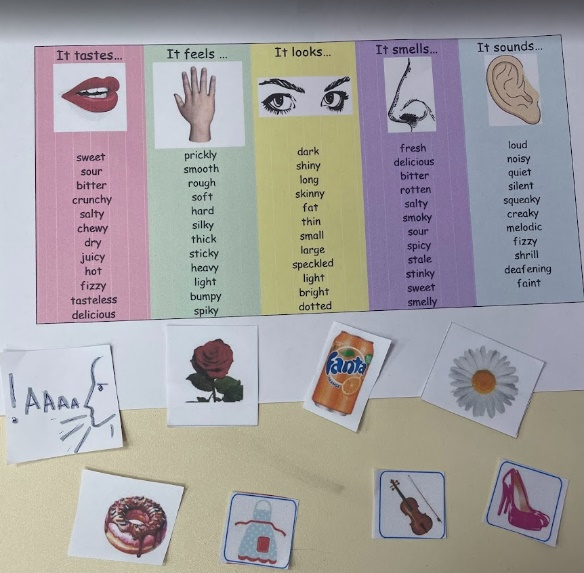 It tastes...
sweet
sour
bitter
crunchy
salty
chewy
dry
juicy
hot
fizzy
tasteless
delicious
It feels ...
prickly
smooth
rough
soft
hard
silky
thick
sticky
heavy
light
bumpy
spiky
It looks...
dark
shiny
long
skinny
fat
thin
small
large
speckled
light
bright
dotted
It smells...
fresh
delicious
bitter
rotten
salty
smoky
sour
spicy
stale
stinky
sweet
smelly
It sounds...
loud
noisy
quiet
silent
squeaky
creaky
melodic
fizzy
shrill
deafening
faint
!AAAA
Fanta